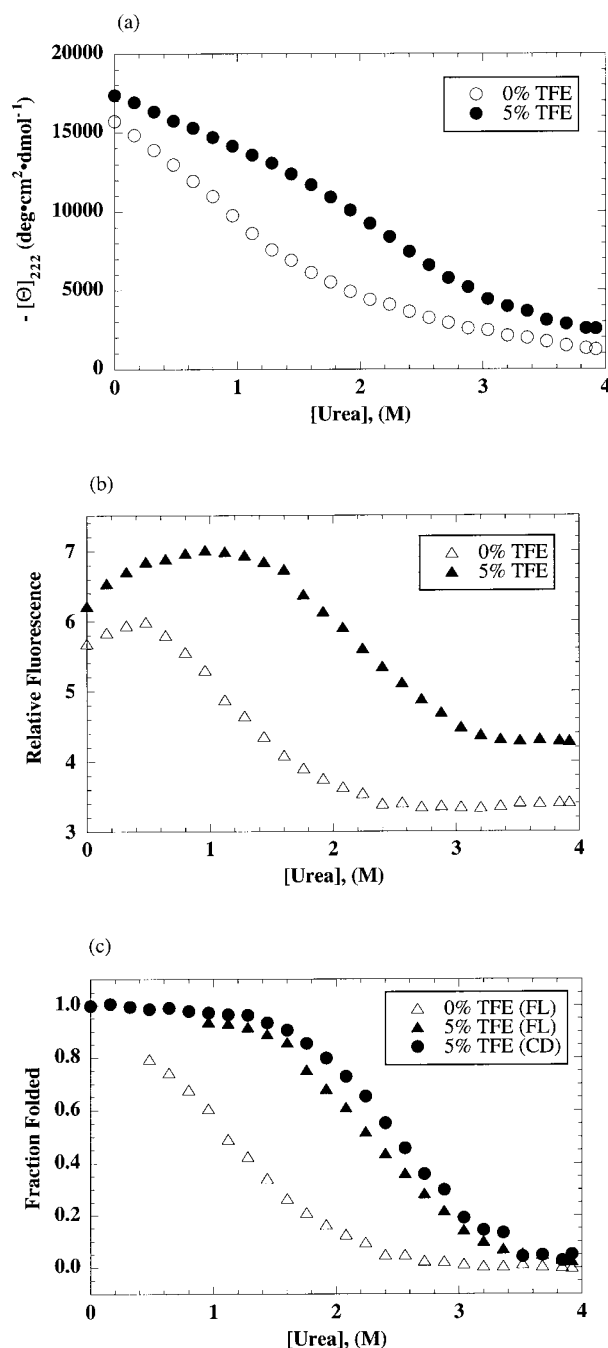 (a)
20000
15000
10000
5000
0
- [Θ]222 (deg•cm²•dmol⁻¹)
0% TFE
5% TFE
0 1 2 3 4
[Urea], (M)
(b)
7
6
5
4
3
Relative Fluorescence
0% TFE
5% TFE
0 1 2 3 4
[Urea], (M)
(c)
1.0
0.8
0.6
0.4
0.2
0.0
Fraction Folded
0% TFE (FL)
5% TFE (FL)
5% TFE (CD)
0 1 2 3 4
[Urea], (M)